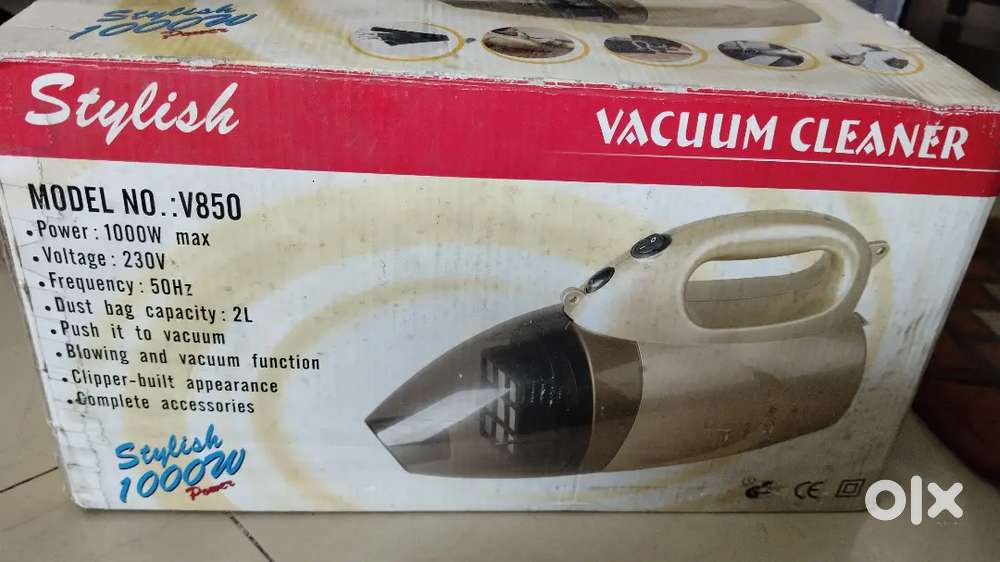 Stylish
1000W
Power
Stylish
VACUUM CLEANER
MODEL NO.:V850
Power : 1000W max
Voltage : 230V
Frequency : 50Hz
Dust bag capacity : 2L
Push it to vacuum
Blowing and vacuum function
Clipper-built appearance
Complete accessories
Stylish
1000W
Power
CE
olx